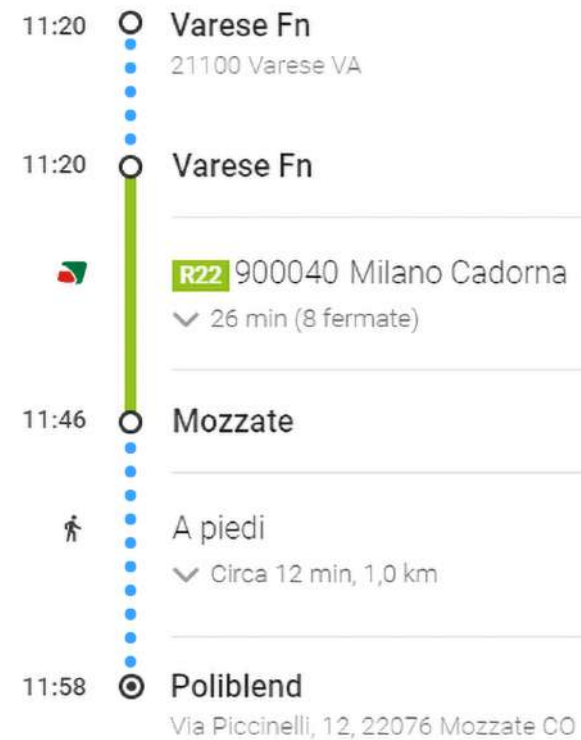 11:20 Varese Fn
21100 Varese VA
11:20 Varese Fn
R22 900040 Milano Cadorna
26 min (8 fermate)
11:46 Mozzate
A piedi
Circa 12 min, 1,0 km
11:58 Poliblend
Via Piccinelli, 12, 22076 Mozzate CO